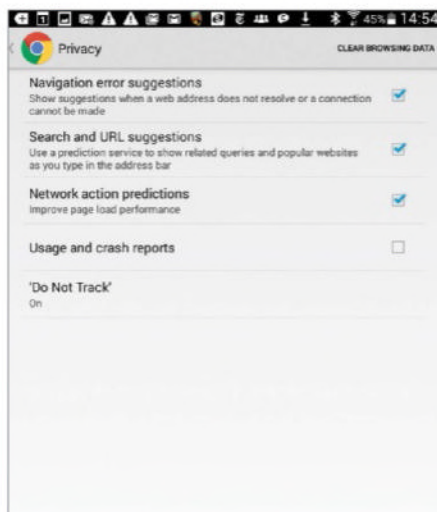 45% 14:54
Privacy
CLEAR BROWSING DATA
Navigation error suggestions
Show suggestions when a web address does not resolve or a connection
cannot be made
Search and URL suggestions
Use a prediction service to show related queries and popular websites
as you type in the address bar
Network action predictions
Improve page load performance
Usage and crash reports
'Do Not Track'
On